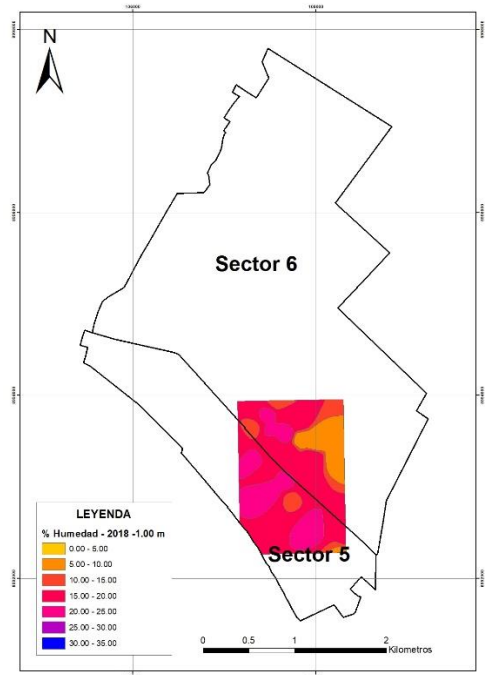 N
Sector 6
Sector 5
LEYENDA
% Humedad - 2018 -1.00 m
0.00 - 5.00
5.00 - 10.00
10.00 - 15.00
15.00 - 20.00
20.00 - 25.00
25.00 - 30.00
30.00 - 35.00
0 0.5 1 2
Kilometros